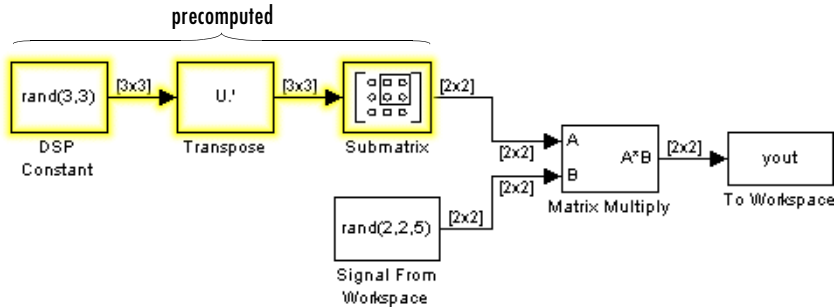 precomputed
rand(3,3)
[3x3]
U.'
[3x3]
[2x2]
DSP
Constant
Transpose
Submatrix
[2x2]
A
B
A*B
[2x2]
yout
[2x2]
Matrix Multiply
To Workspace
rand(2,2,5)
[2x2]
Signal From
Workspace